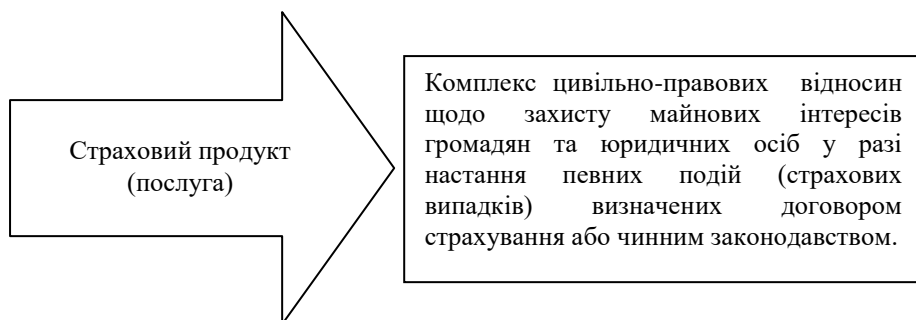 Страховий продукт
(послуга)
Комплекс цивільно-правових відносин
щодо захисту майнових інтересів
громадян та юридичних осіб у разі
настання певних подій (страхових
випадків) визначених договором
страхування або чинним законодавством.